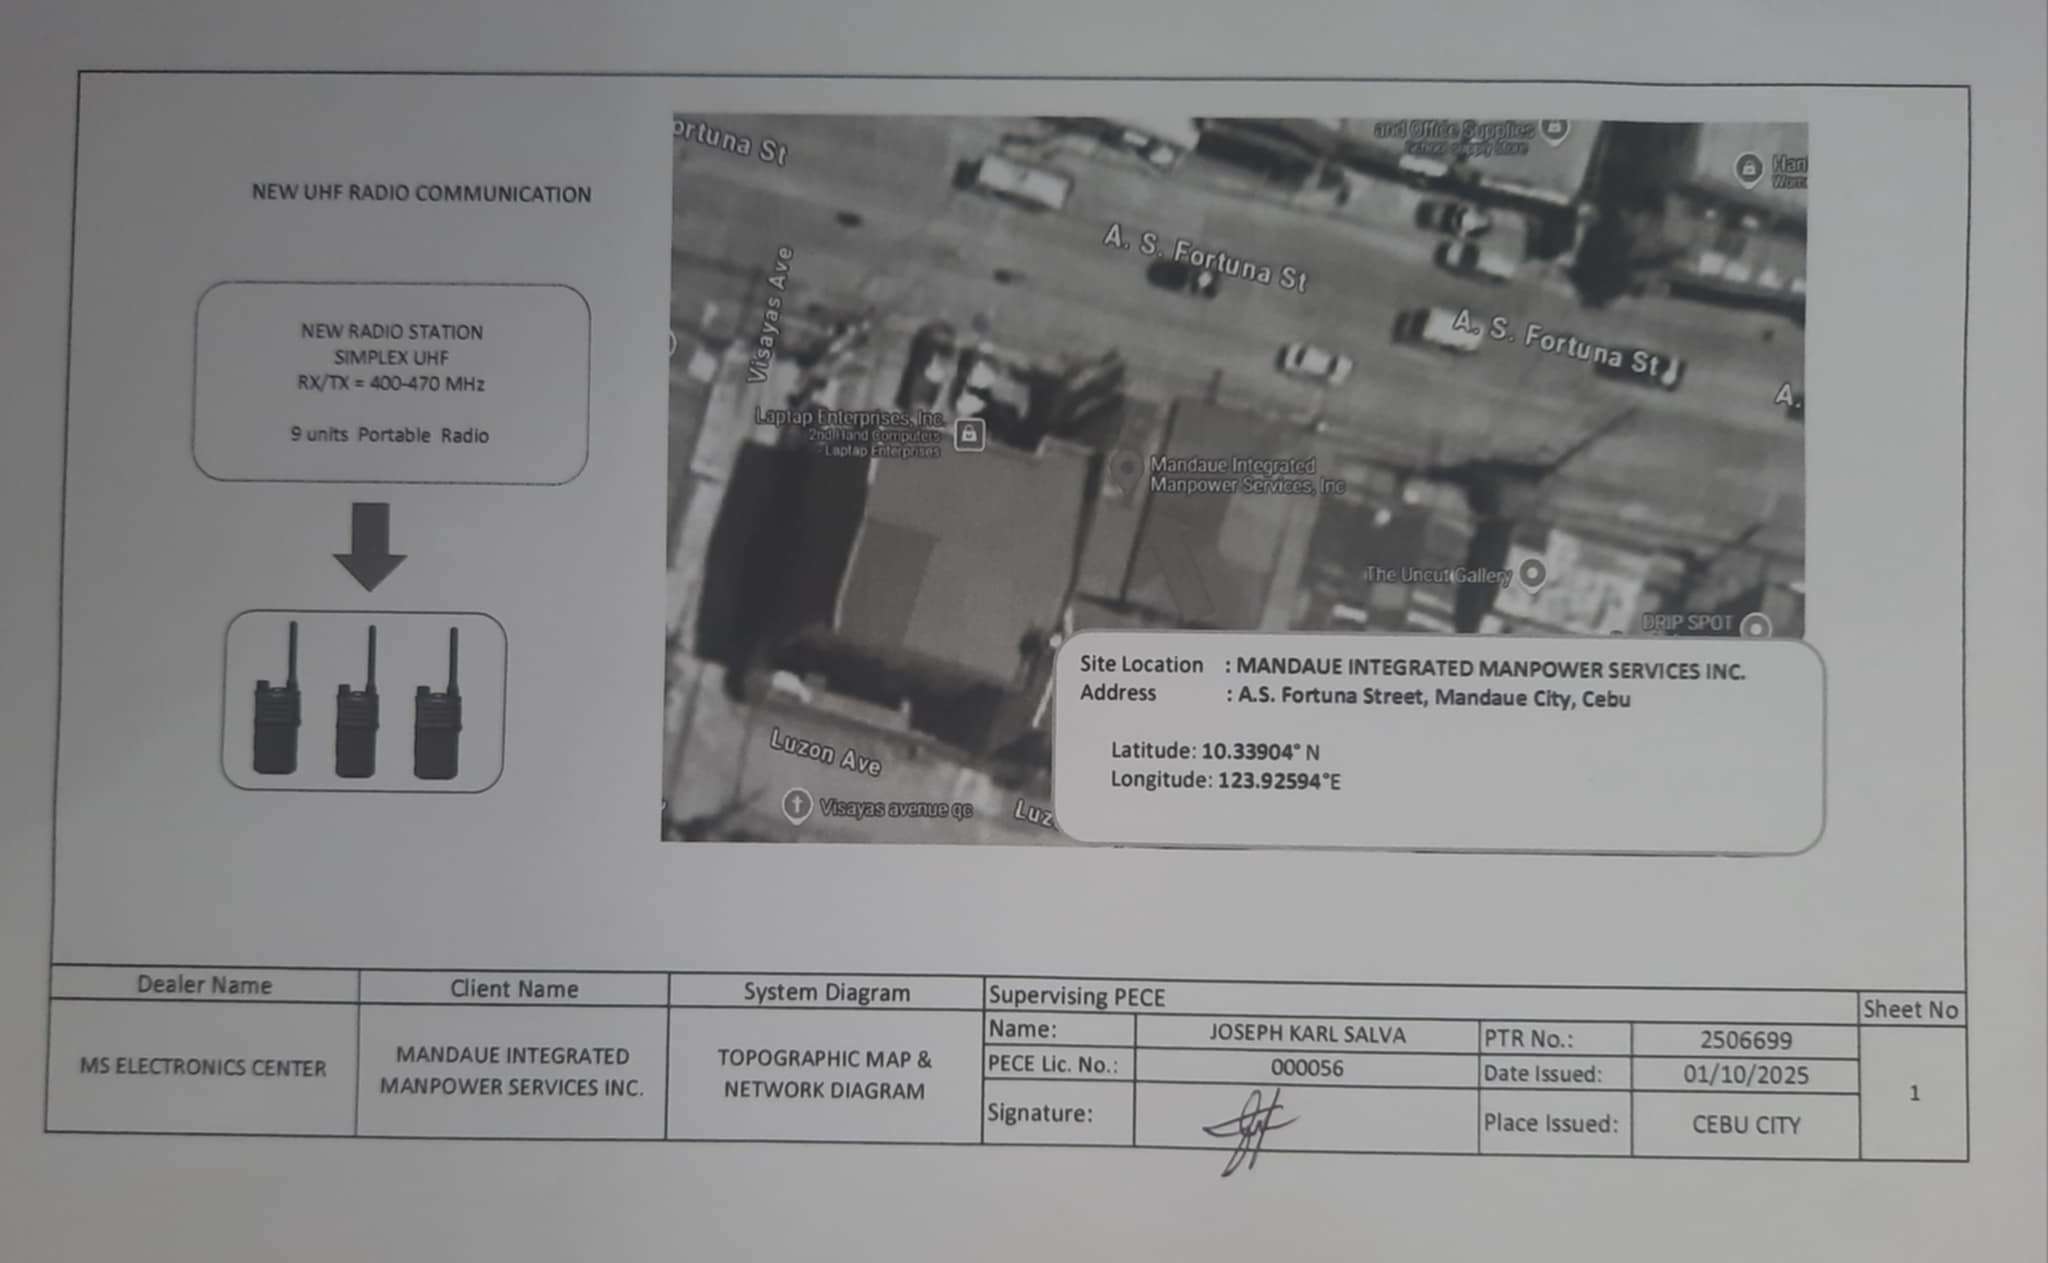 NEW UHF RADIO COMMUNICATION
NEW RADIO STATION
SIMPLEX UHF
RX/TX = 400-470 MHz
9 units Portable Radio
ortuna St
and Office Supplies
School supply store
Han
Wom
A. S. Fortuna St
Visayas Ave
A. S. Fortuna St
A.
Laptap Enterprises, Inc.
2nd Hand Computers
- Laptap Enterprises
Mandaue Integrated
Manpower Services, Inc
The Uncut Gallery
DRIP SPOT
Luzon Ave
Visayas avenue qc
Luz
Site Location : MANDAUE INTEGRATED MANPOWER SERVICES INC.
Address : A.S. Fortuna Street, Mandaue City, Cebu
Latitude: 10.33904° N
Longitude: 123.92594°E
Dealer Name
MS ELECTRONICS CENTER
Client Name
MANDAUE INTEGRATED
MANPOWER SERVICES INC.
System Diagram
TOPOGRAPHIC MAP &
NETWORK DIAGRAM
Supervising PECE
Name: JOSEPH KARL SALVA
PECE Lic. No.: 000056
Signature:
PTR No.: 2506699
Date Issued: 01/10/2025
Place Issued: CEBU CITY
Sheet No
1